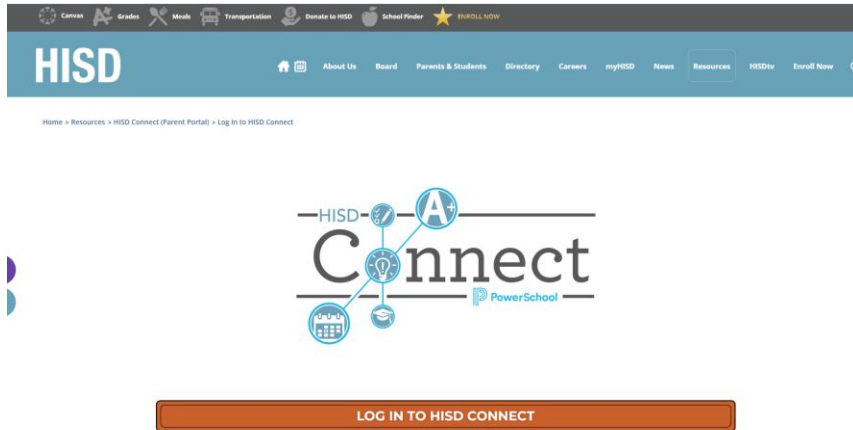 Canvas Grades Meals Transportation Donate to HISD School Finder ENROLL NOW
HISD About Us Board Parents & Students Directory Careers myHISD News Resources HISDtv Enroll Now
Home > Resources > HISD Connect (Parent Portal) > Log In to HISD Connect
HISD A+
Connect
PowerSchool
LOG IN TO HISD CONNECT